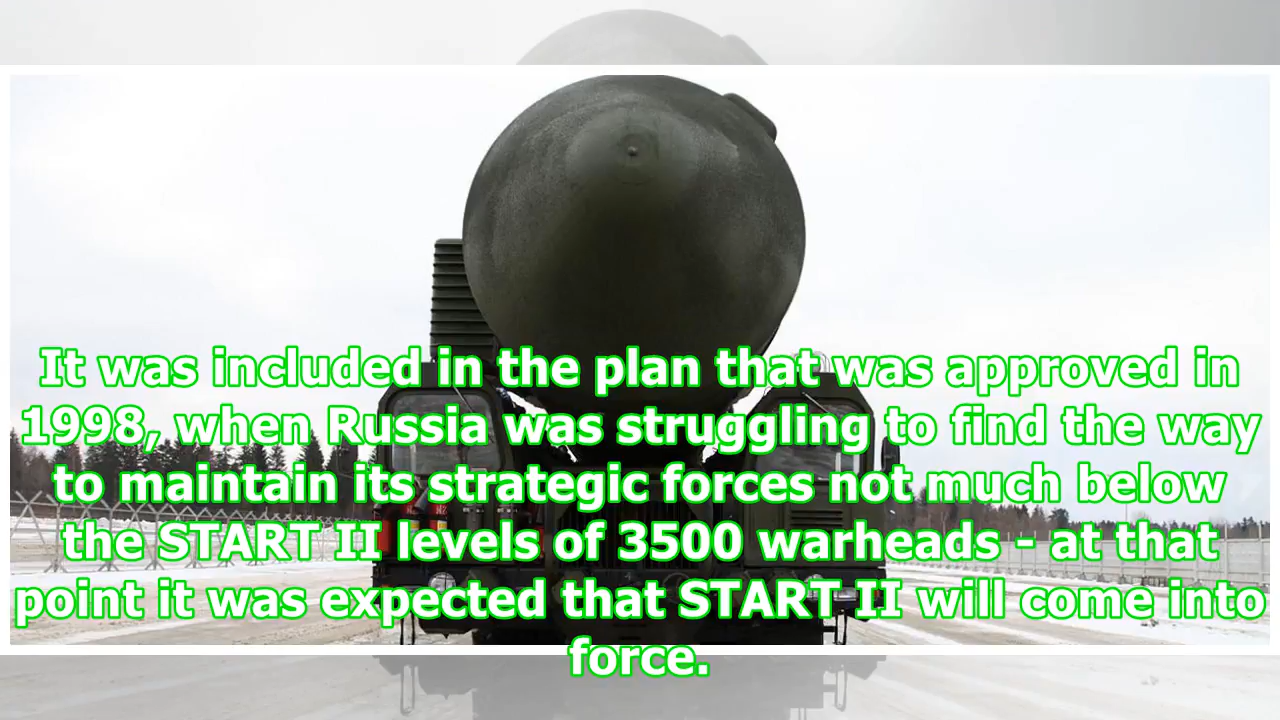 It was included in the plan that was approved in
1998, when Russia was struggling to find the way
to maintain its strategic forces not much below
the START II levels of 3500 warheads - at that
point it was expected that START II will come into
force.